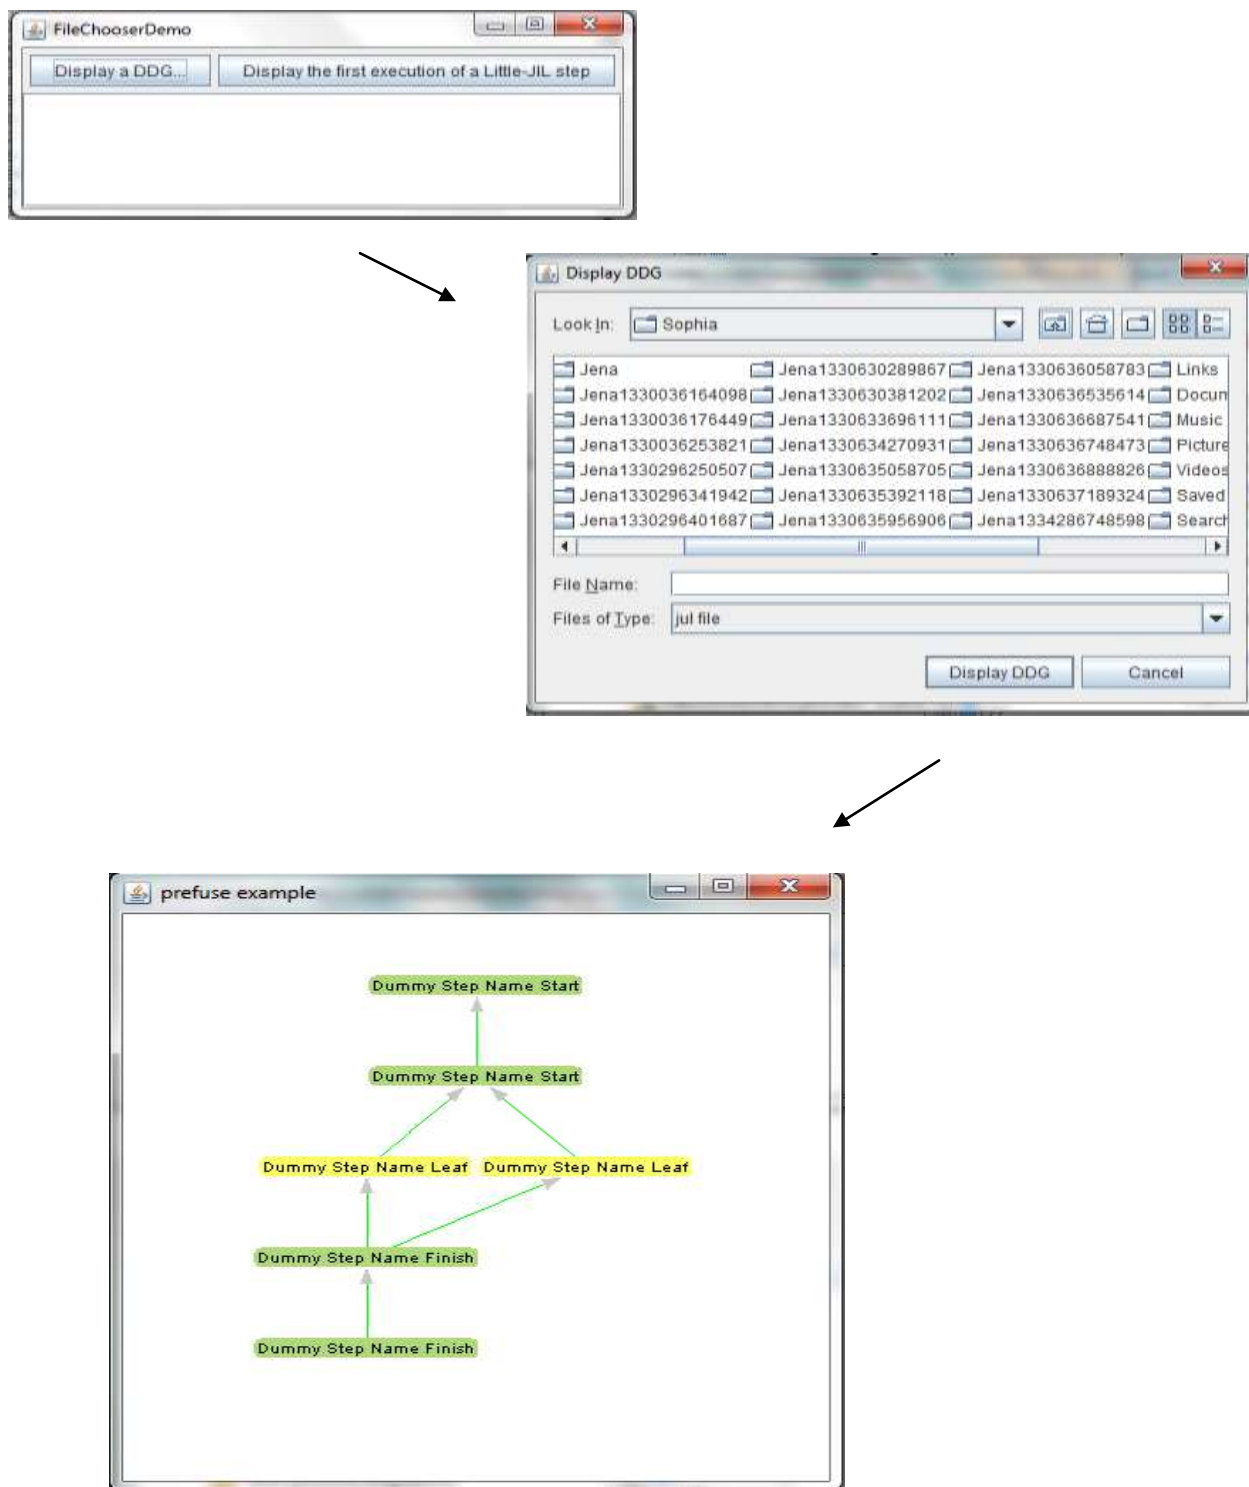 FileChooserDemo
Display a DDG... Display the first execution of a Little-JIL step
Display DDG
Look In: Sophia
Jena Jena1330630289867 Jena1330636058783 Links
Jena1330036164098 Jena1330630381202 Jena1330636535614 Docum
Jena1330036176449 Jena1330633696111 Jena1330636687541 Music
Jena1330036253821 Jena1330634270931 Jena1330636748473 Picture
Jena1330296250507 Jena1330635058705 Jena1330636888826 Videos
Jena1330296341942 Jena1330635392118 Jena1330637189324 Saved
Jena1330296401687 Jena1330635956906 Jena1334286748598 Search
File Name:
Files of Type: jul file
Display DDG Cancel
prefuse example
Dummy Step Name Start
Dummy Step Name Start
Dummy Step Name Leaf Dummy Step Name Leaf
Dummy Step Name Finish
Dummy Step Name Finish